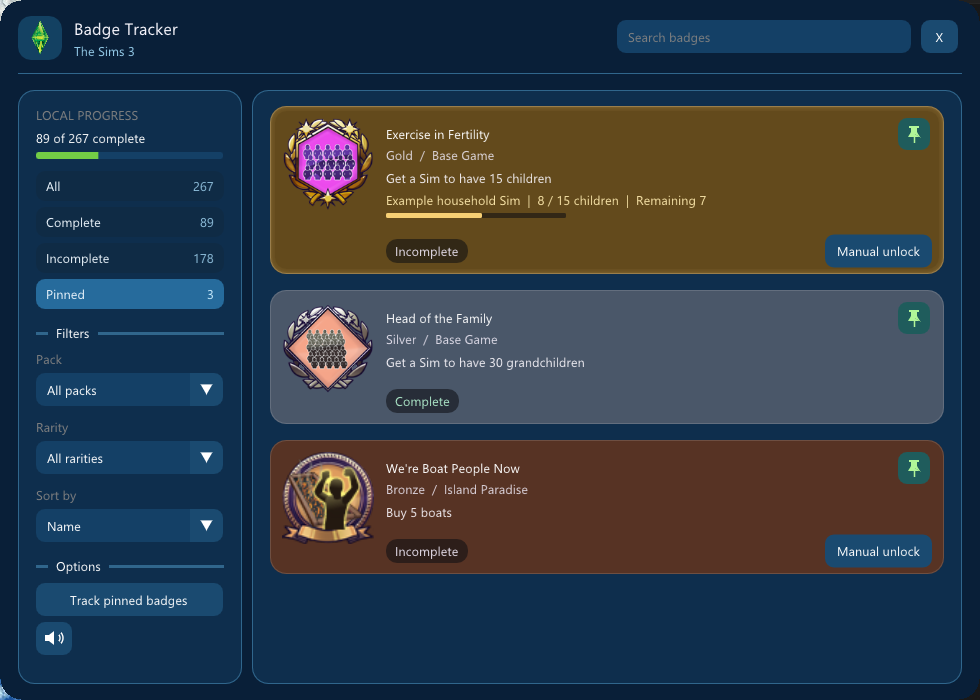 Badge Tracker
The Sims 3
Search badges
X
LOCAL PROGRESS
89 of 267 complete
All 267
Complete 89
Incomplete 178
Pinned 3
Filters
Pack
All packs
Rarity
All rarities
Sort by
Name
Options
Track pinned badges
Exercise in Fertility
Gold / Base Game
Get a Sim to have 15 children
Example household Sim | 8 / 15 children | Remaining 7
Incomplete
Manual unlock
Head of the Family
Silver / Base Game
Get a Sim to have 30 grandchildren
Complete
We're Boat People Now
Bronze / Island Paradise
Buy 5 boats
Incomplete
Manual unlock